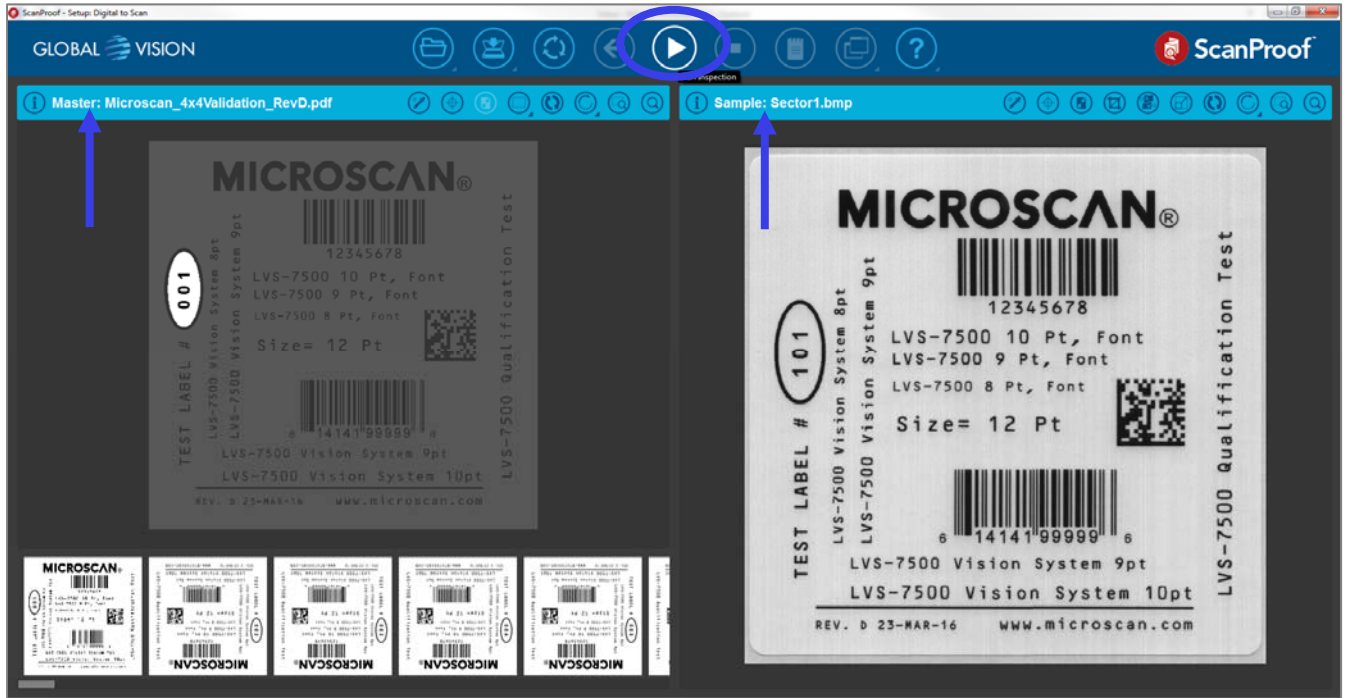 ScanProof - Setup: Digital to Scan
GLOBAL VISION
?
ScanProof
Inspection
Master: Microscan_4x4Validation_RevD.pdf
MICROSCAN®
12345678
LVS-7500 10 Pt, Font
LVS-7500 9 Pt, Font
LVS-7500 8 Pt, Font
Size= 12 Pt
TEST LABEL # 001
LVS-7500 Vision System 8pt
LVS-7500 Vision System 9pt
LVS-7500 Qualification Test
6 14141 99999 6
LVS-7500 Vision System 9pt
LVS-7500 Vision System 10pt
REV. D 23-MAR-16 www.microscan.com
MICROSCAN®
MICROSCAN®
MICROSCAN®
MICROSCAN®
MICROSCAN®
Sample: Sector1.bmp
MICROSCAN®
12345678
LVS-7500 10 Pt, Font
LVS-7500 9 Pt, Font
LVS-7500 8 Pt, Font
Size= 12 Pt
TEST LABEL # 101
LVS-7500 Vision System 8pt
LVS-7500 Vision System 9pt
LVS-7500 Qualification Test
6 14141 99999 6
LVS-7500 Vision System 9pt
LVS-7500 Vision System 10pt
REV. D 23-MAR-16 www.microscan.com